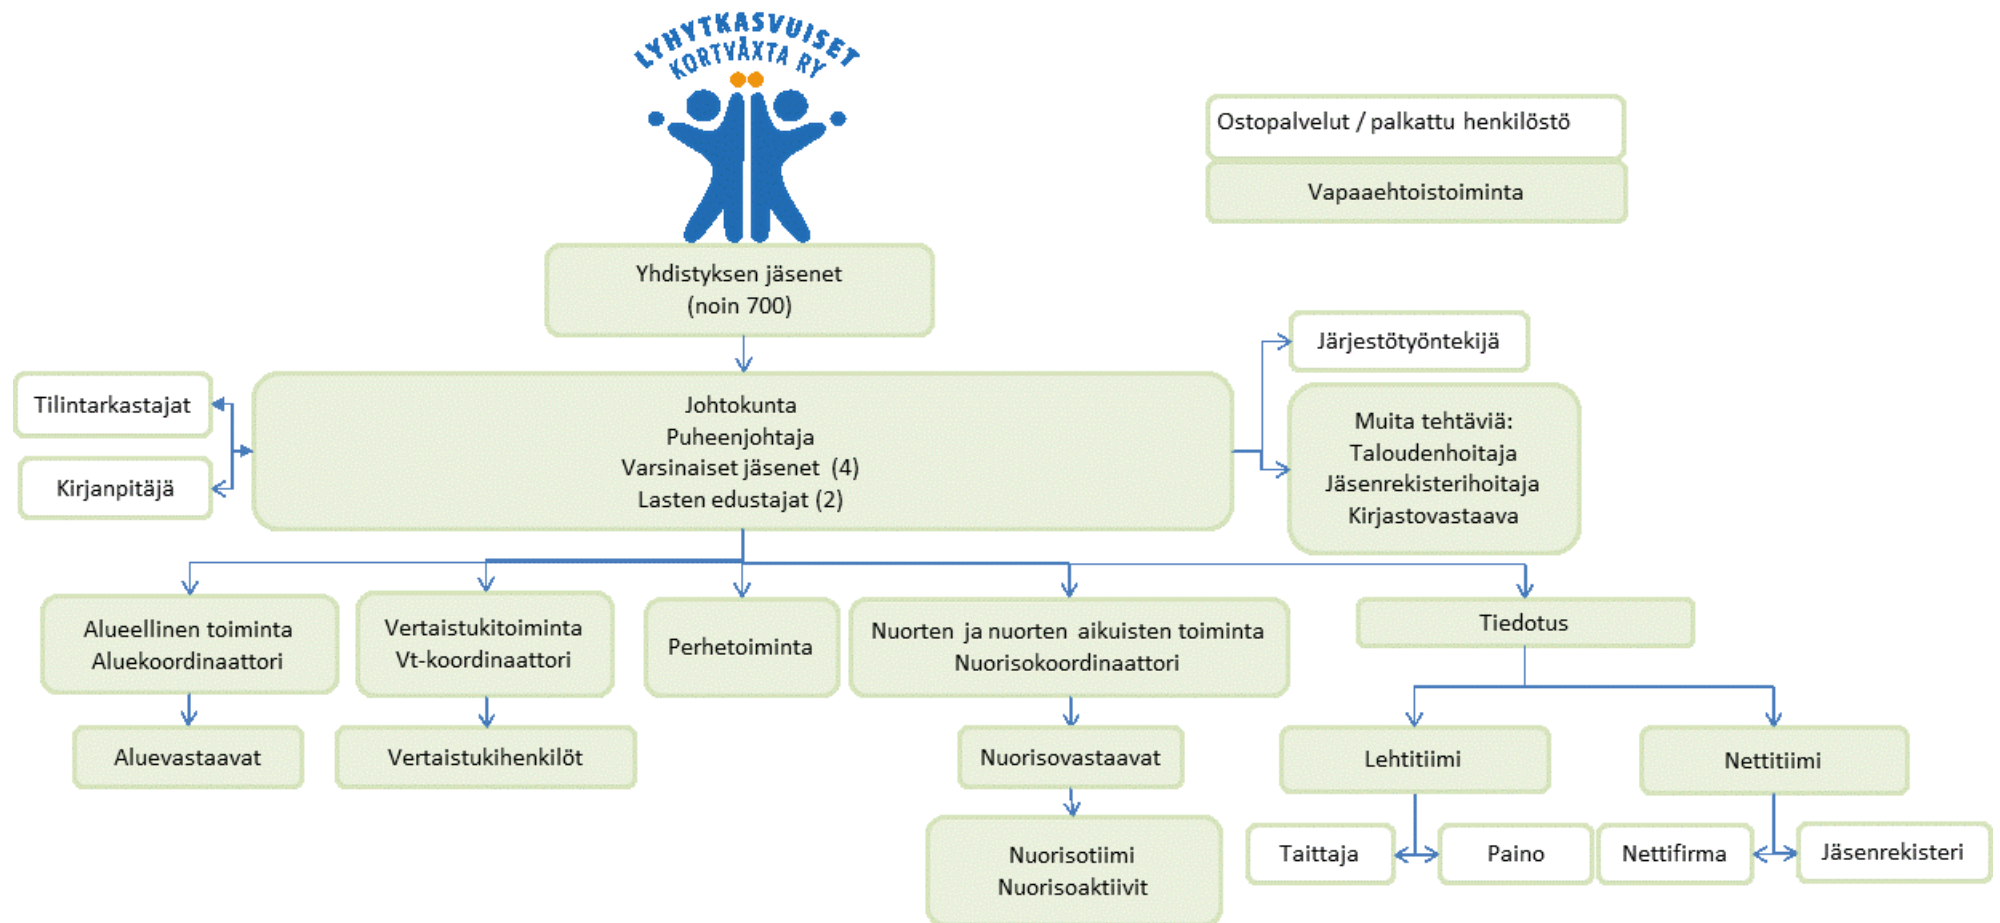 LYHYTKASVUISET
KORTVÄXTA RY
Ostopalvelut / palkattu henkilöstö
Vapaaehtoistoiminta
Yhdistyksen jäsenet
(noin 700)
Järjestötyöntekijä
Tilintarkastajat
Kirjanpitäjä
Johtokunta
Puheenjohtaja
Varsinaiset jäsenet (4)
Lasten edustajat (2)
Muita tehtäviä:
Taloudenhoitaja
Jäsenrekisterihoitaja
Kirjastovastaava
Alueellinen toiminta
Aluekoordinaattori
Vertaistukitoiminta
Vt-koordinaattori
Perhetoiminta
Nuorten ja nuorten aikuisten toiminta
Nuorisokoordinaattori
Tiedotus
Aluevastaavat
Vertaistukihenkilöt
Nuorisovastaavat
Lehtitiimi
Nettitiimi
Nuorisotiimi
Nuorisoaktiivit
Taittaja
Paino
Nettifirma
Jäsenrekisteri